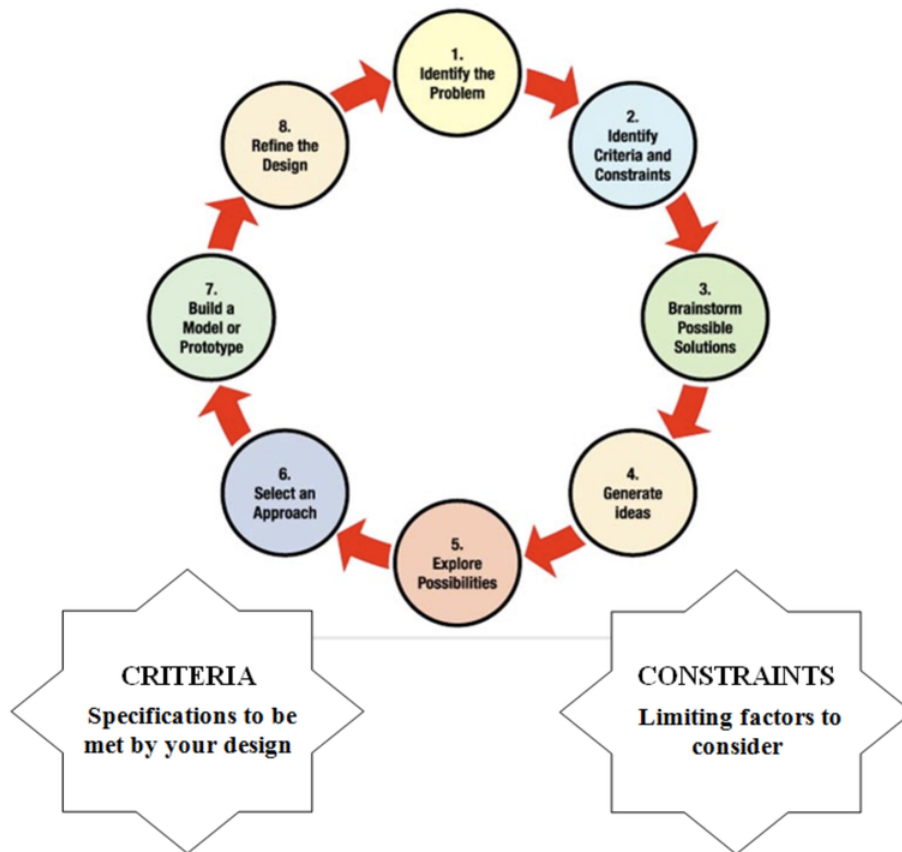 1.
Identify the
Problem
2.
Identify
Criteria and
Constraints
3.
Brainstorm
Possible
Solutions
4.
Generate
ideas
5.
Explore
Possibilities
6.
Select an
Approach
7.
Build a
Model or
Prototype
8.
Refine the
Design
CRITERIA
Specifications to be
met by your design
CONSTRAINTS
Limiting factors to
consider